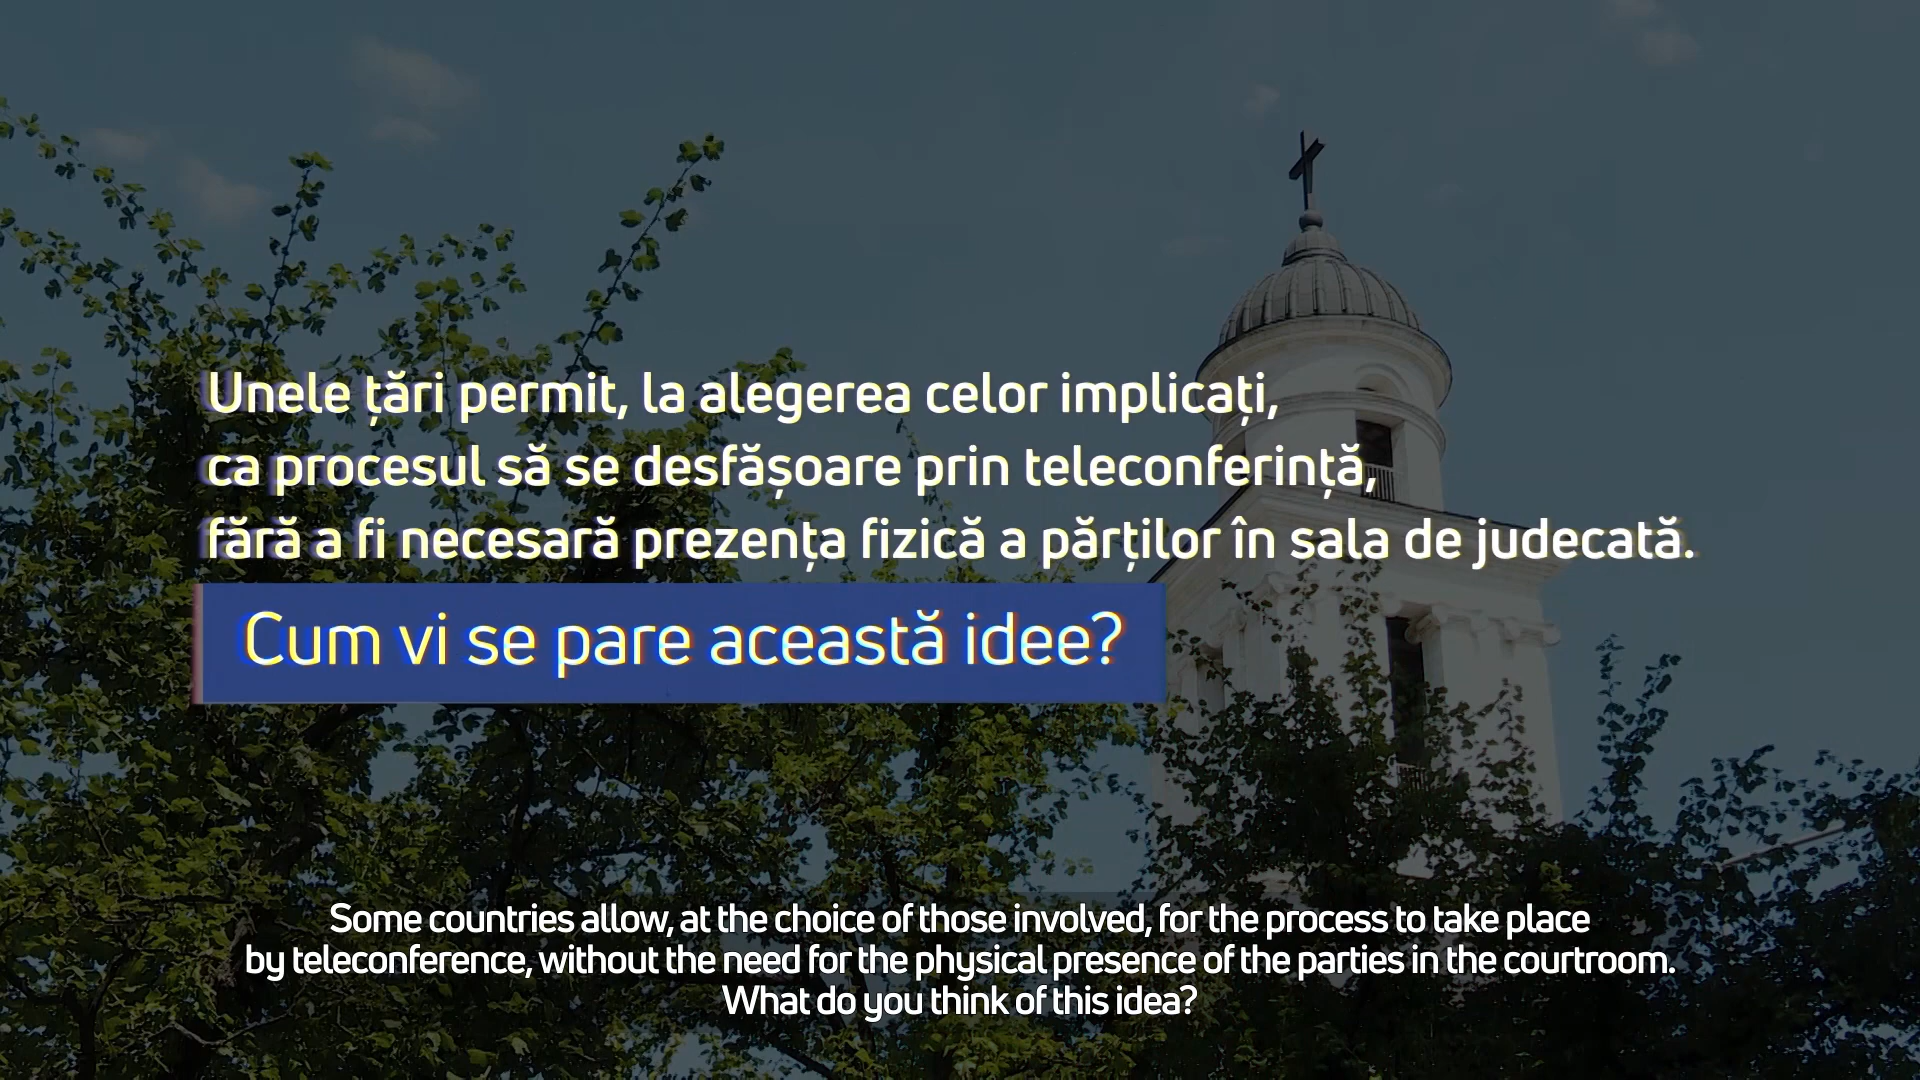 Unele țări permit, la alegerea celor implicați,
ca procesul să se desfășoare prin teleconferință,
fără a fi necesară prezența fizică a părților în sala de judecată.
Cum vi se pare această idee?
Some countries allow, at the choice of those involved, for the process to take place
by teleconference, without the need for the physical presence of the parties in the courtroom.
What do you think of this idea?